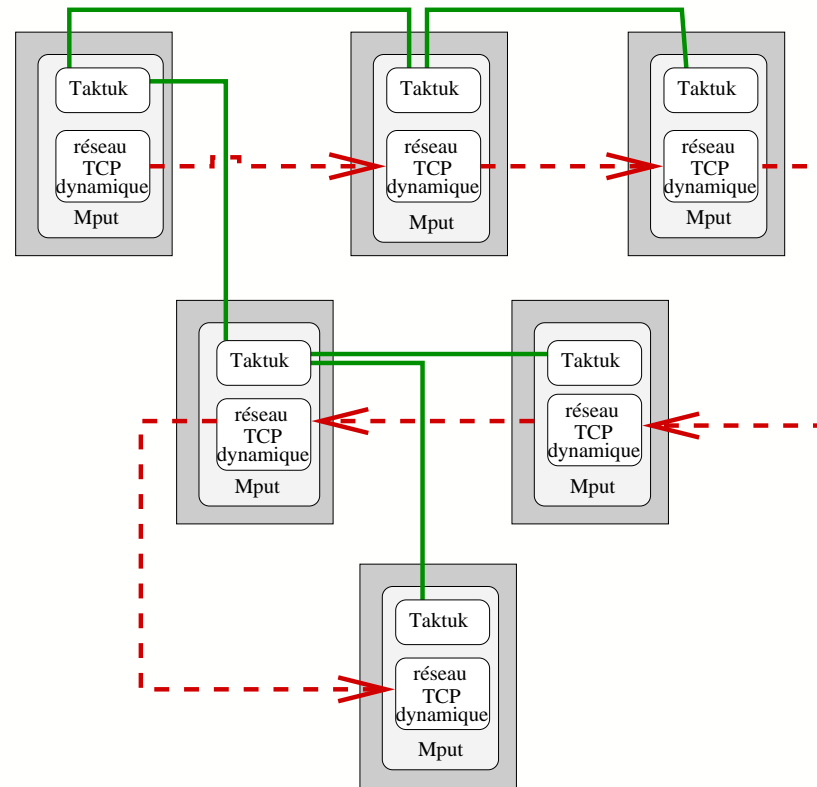 Taktuk
réseau
TCP
dynamique
Mput
Taktuk
réseau
TCP
dynamique
Mput
Taktuk
réseau
TCP
dynamique
Mput
Taktuk
réseau
TCP
dynamique
Mput
Taktuk
réseau
TCP
dynamique
Mput
Taktuk
réseau
TCP
dynamique
Mput